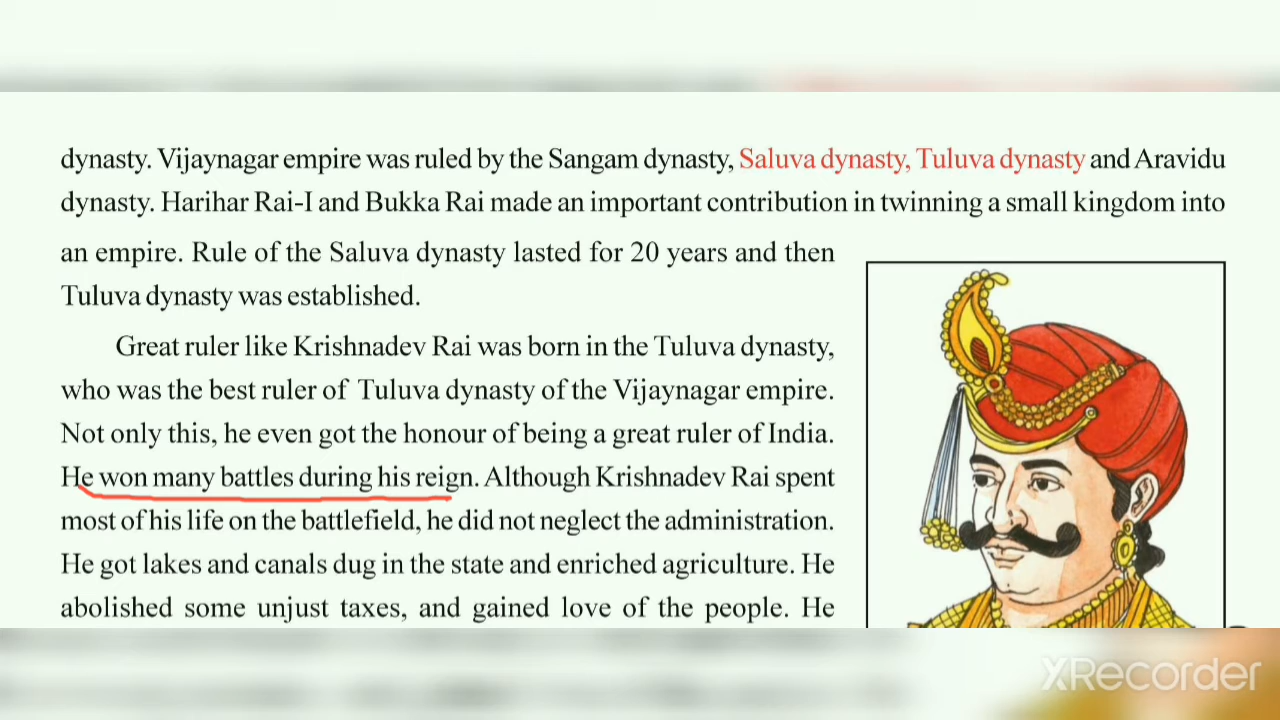 dynasty. Vijaynagar empire was ruled by the Sangam dynasty, Saluva dynasty, Tuluva dynasty and Aravidu
dynasty. Harihar Rai-I and Bukka Rai made an important contribution in twinning a small kingdom into
an empire. Rule of the Saluva dynasty lasted for 20 years and then
Tuluva dynasty was established.
Great ruler like Krishnadev Rai was born in the Tuluva dynasty,
who was the best ruler of Tuluva dynasty of the Vijaynagar empire.
Not only this, he even got the honour of being a great ruler of India.
He won many battles during his reign. Although Krishnadev Rai spent
most of his life on the battlefield, he did not neglect the administration.
He got lakes and canals dug in the state and enriched agriculture. He
abolished some unjust taxes, and gained love of the people. He
XRecorder